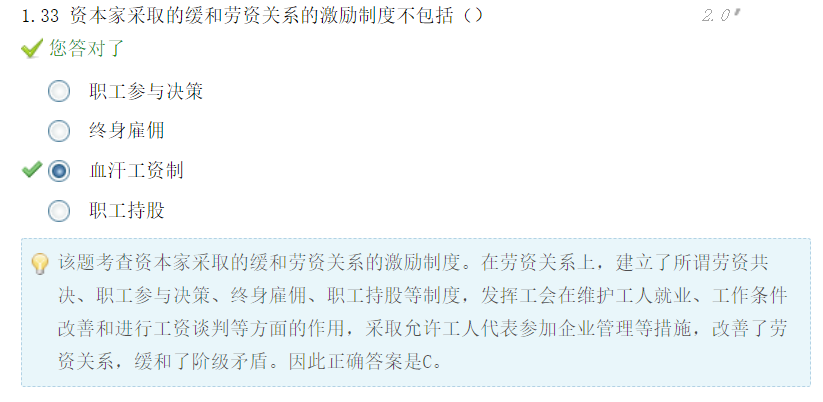 1.33 资本家采取的缓和劳资关系的激励制度不包括（） 2.0
您答对了
职工参与决策
终身雇佣
血汗工资制
职工持股
该题考查资本家采取的缓和劳资关系的激励制度。在劳资关系上，建立了所谓劳资共
决、职工参与决策、终身雇佣、职工持股等制度，发挥工会在维护工人就业、工作条件
改善和进行工资谈判等方面的作用，采取允许工人代表参加企业管理等措施，改善了劳
资关系，缓和了阶级矛盾。因此正确答案是C。